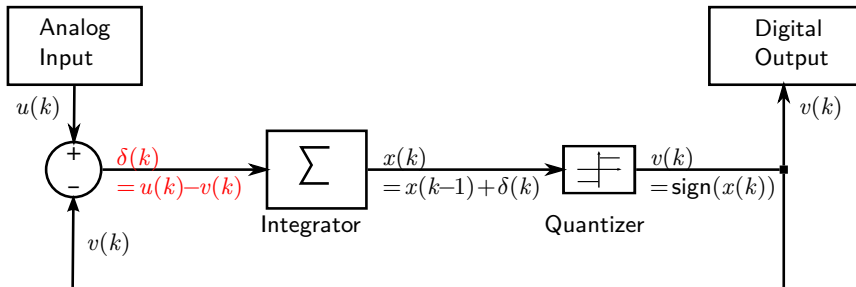 Analog
Input
Digital
Output
u(k)
v(k)
+
−
δ(k)
= u(k)−v(k)
Σ
Integrator
x(k)
= x(k−1)+δ(k)
Quantizer
v(k)
= sign(x(k))
v(k)